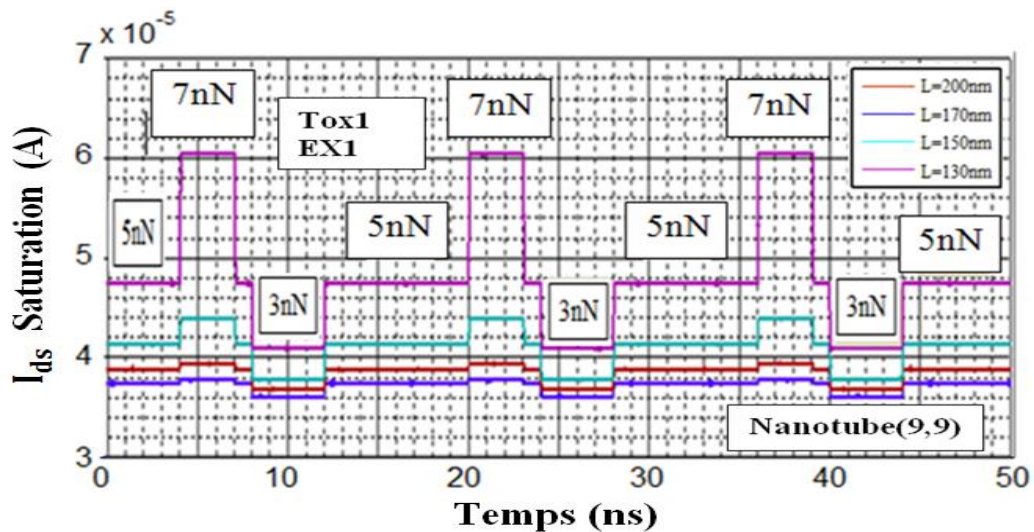 x 10^-5
7
6
5
4
3
I_ds Saturation (A)
7nN
7nN
7nN
Tox1
EX1
L=200nm
L=170nm
L=150nm
L=130nm
5nN
5nN
5nN
5nN
3nN
3nN
3nN
Nanotube(9,9)
0
10
20
30
40
50
Temps (ns)